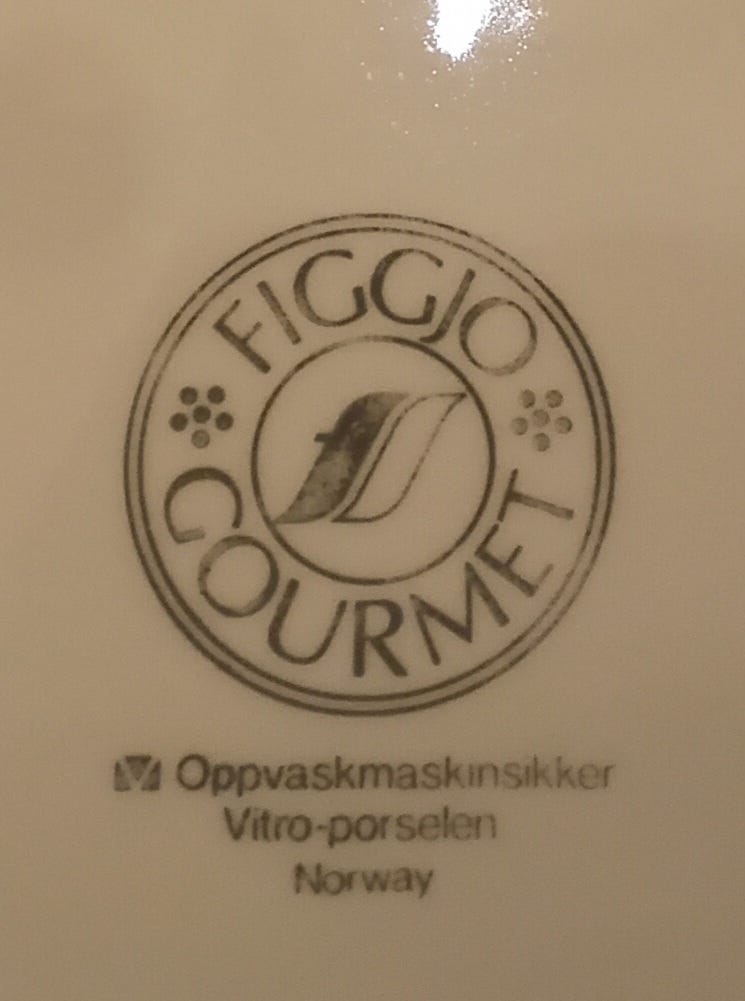 FIGGJO
GOURMET
Oppvaskmaskinsikker
Vitro-porselen
Norway